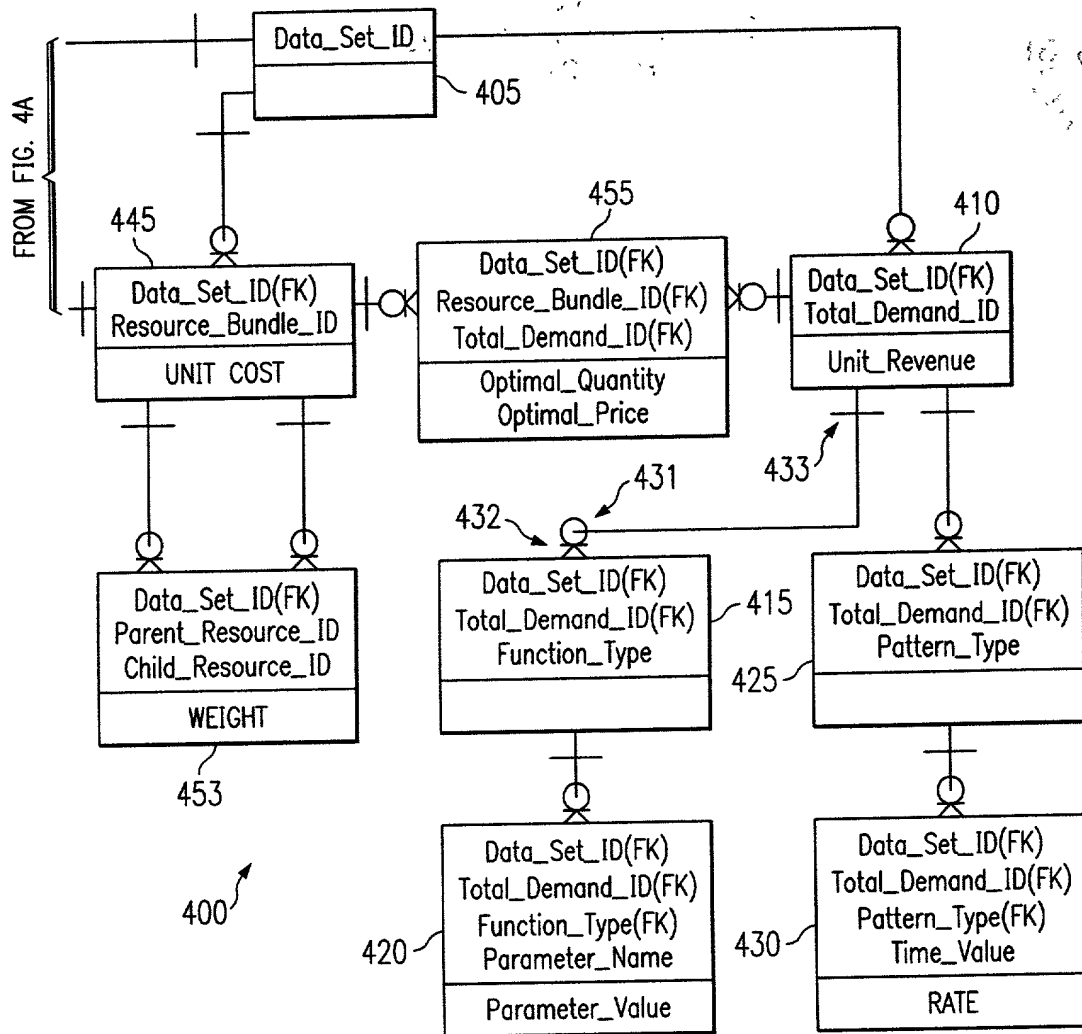 FROM FIG. 4A
Data_Set_ID
405
445
Data_Set_ID(FK)
Resource_Bundle_ID
UNIT COST
455
Data_Set_ID(FK)
Resource_Bundle_ID(FK)
Total_Demand_ID(FK)
Optimal_Quantity
Optimal_Price
410
Data_Set_ID(FK)
Total_Demand_ID
Unit_Revenue
433
431
432
Data_Set_ID(FK)
Parent_Resource_ID
Child_Resource_ID
WEIGHT
453
Data_Set_ID(FK)
Total_Demand_ID(FK)
Function_Type
415
Data_Set_ID(FK)
Total_Demand_ID(FK)
Pattern_Type
425
400
Data_Set_ID(FK)
Total_Demand_ID(FK)
Function_Type(FK)
Parameter_Name
Parameter_Value
420
Data_Set_ID(FK)
Total_Demand_ID(FK)
Pattern_Type(FK)
Time_Value
RATE
430